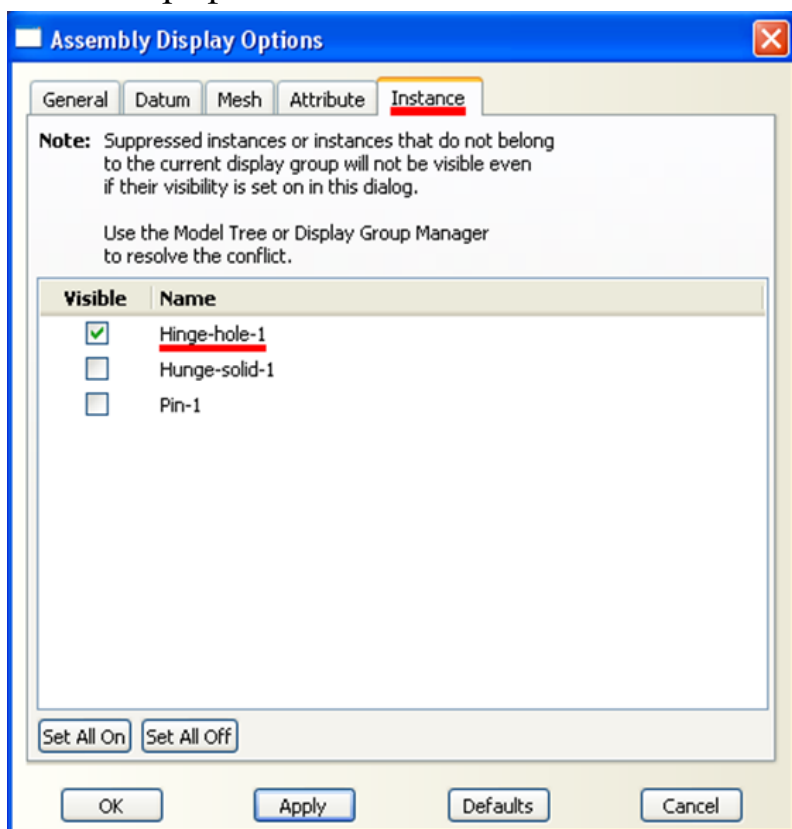 Assembly Display Options
General Datum Mesh Attribute Instance
Note: Suppressed instances or instances that do not belong
to the current display group will not be visible even
if their visibility is set on in this dialog.
Use the Model Tree or Display Group Manager
to resolve the conflict.
Visible Name
Hinge-hole-1
Hunge-solid-1
Pin-1
Set All On Set All Off
OK Apply Defaults Cancel